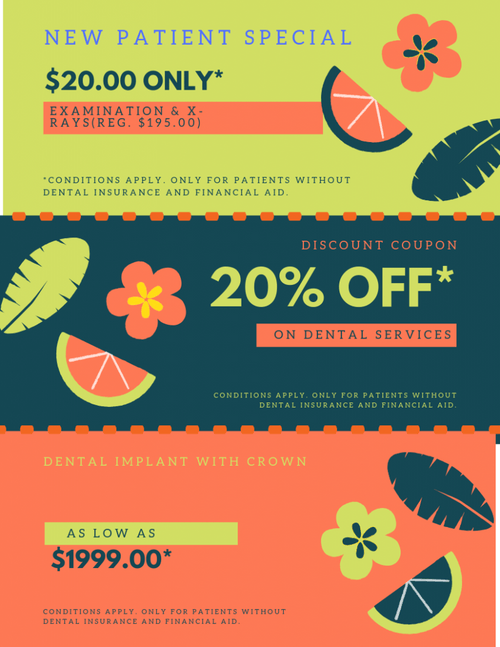 NEW PATIENT SPECIAL
$20.00 ONLY*
EXAMINATION & X-
RAYS(REG. $195.00)
*CONDITIONS APPLY. ONLY FOR PATIENTS WITHOUT
DENTAL INSURANCE AND FINANCIAL AID.
DISCOUNT COUPON
20% OFF*
ON DENTAL SERVICES
CONDITIONS APPLY. ONLY FOR PATIENTS WITHOUT
DENTAL INSURANCE AND FINANCIAL AID.
DENTAL IMPLANT WITH CROWN
AS LOW AS
$1999.00*
CONDITIONS APPLY. ONLY FOR PATIENTS WITHOUT
DENTAL INSURANCE AND FINANCIAL AID.